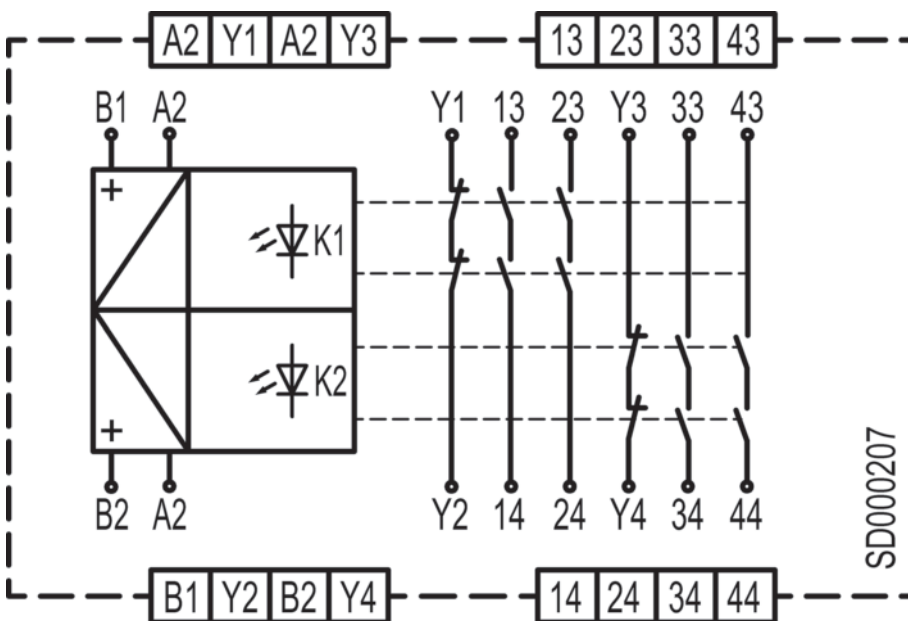 A2 Y1 A2 Y3 13 23 33 43
B1 A2 Y1 13 23 Y3 33 43
+
K1
K2
+
B2 A2 Y2 14 24 Y4 34 44
SD000207
B1 Y2 B2 Y4 14 24 34 44